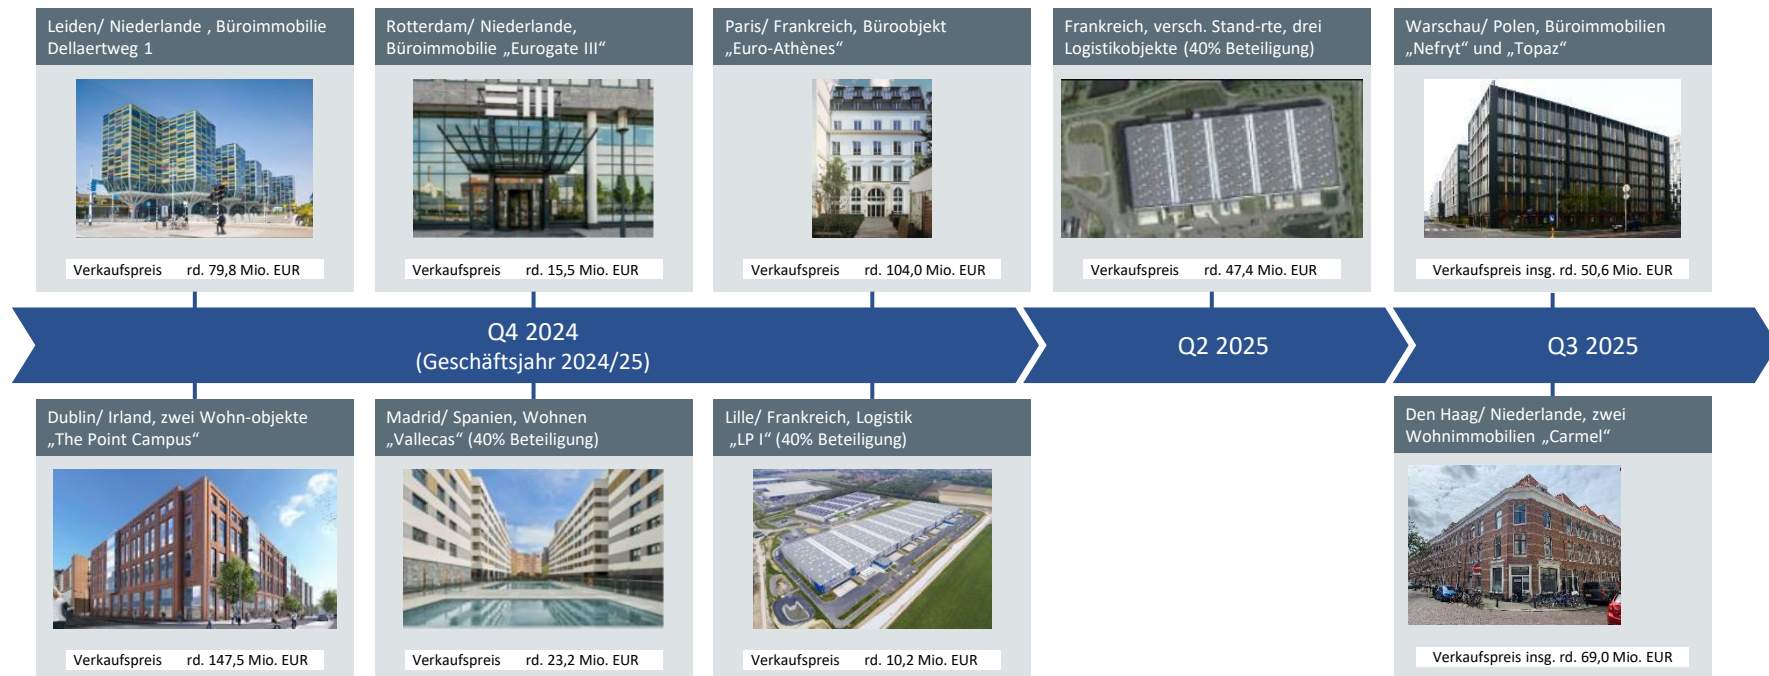 Leiden/ Niederlande , Büroimmobilie
Dellaertweg 1
Verkaufspreis rd. 79,8 Mio. EUR
Rotterdam/ Niederlande,
Büroimmobilie „Eurogate III“
Verkaufspreis rd. 15,5 Mio. EUR
Paris/ Frankreich, Büroobjekt
„Euro-Athènes“
Verkaufspreis rd. 104,0 Mio. EUR
Frankreich, versch. Stand-rte, drei
Logistikobjekte (40% Beteiligung)
Verkaufspreis rd. 47,4 Mio. EUR
Warschau/ Polen, Büroimmobilien
„Nefryt“ und „Topaz“
Verkaufspreis insg. rd. 50,6 Mio. EUR
Q4 2024
(Geschäftsjahr 2024/25)
Q2 2025
Q3 2025
Dublin/ Irland, zwei Wohn-objekte
„The Point Campus“
Verkaufspreis rd. 147,5 Mio. EUR
Madrid/ Spanien, Wohnen
„Vallecas“ (40% Beteiligung)
Verkaufspreis rd. 23,2 Mio. EUR
Lille/ Frankreich, Logistik
„LP I“ (40% Beteiligung)
Verkaufspreis rd. 10,2 Mio. EUR
Den Haag/ Niederlande, zwei
Wohnimmobilien „Carmel“
Verkaufspreis insg. rd. 69,0 Mio. EUR